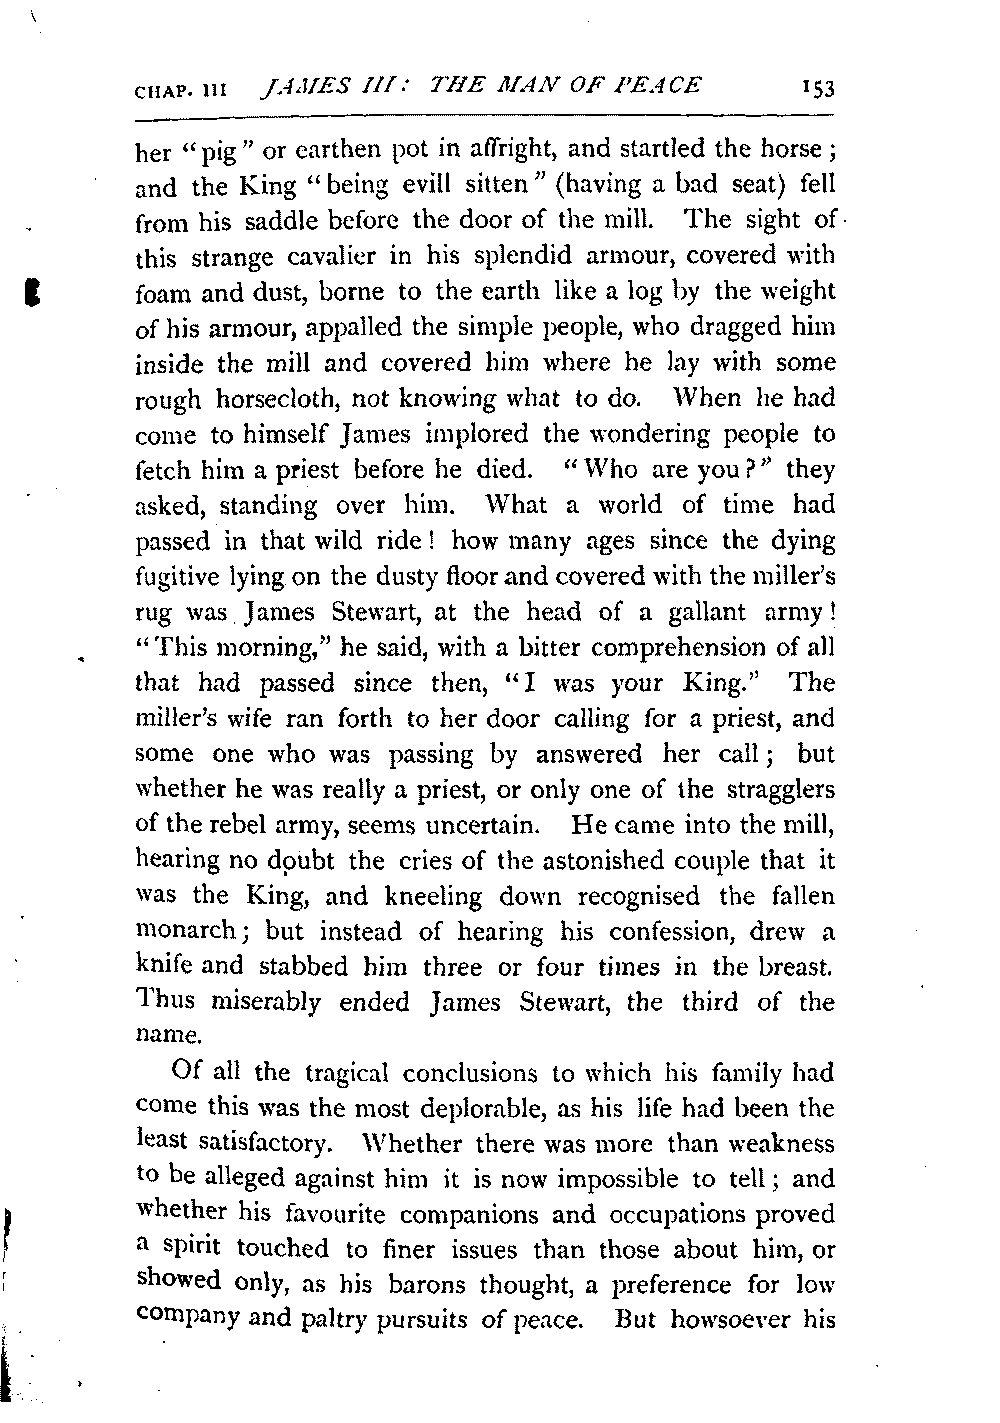 CHAP. III JAMES III: THE MAN OF PEACE 153
her “pig” or earthen pot in affright, and startled the horse;
and the King “being evill sitten” (having a bad seat) fell
from his saddle before the door of the mill. The sight of
this strange cavalier in his splendid armour, covered with
foam and dust, borne to the earth like a log by the weight
of his armour, appalled the simple people, who dragged him
inside the mill and covered him where he lay with some
rough horsecloth, not knowing what to do. When he had
come to himself James implored the wondering people to
fetch him a priest before he died. “Who are you?” they
asked, standing over him. What a world of time had
passed in that wild ride! how many ages since the dying
fugitive lying on the dusty floor and covered with the miller’s
rug was James Stewart, at the head of a gallant army!
“This morning,” he said, with a bitter comprehension of all
that had passed since then, “I was your King.” The
miller’s wife ran forth to her door calling for a priest, and
some one who was passing by answered her call; but
whether he was really a priest, or only one of the stragglers
of the rebel army, seems uncertain. He came into the mill,
hearing no doubt the cries of the astonished couple that it
was the King, and kneeling down recognised the fallen
monarch; but instead of hearing his confession, drew a
knife and stabbed him three or four times in the breast.
Thus miserably ended James Stewart, the third of the
name.
Of all the tragical conclusions to which his family had
come this was the most deplorable, as his life had been the
least satisfactory. Whether there was more than weakness
to be alleged against him it is now impossible to tell; and
whether his favourite companions and occupations proved
a spirit touched to finer issues than those about him, or
showed only, as his barons thought, a preference for low
company and paltry pursuits of peace. But howsoever his